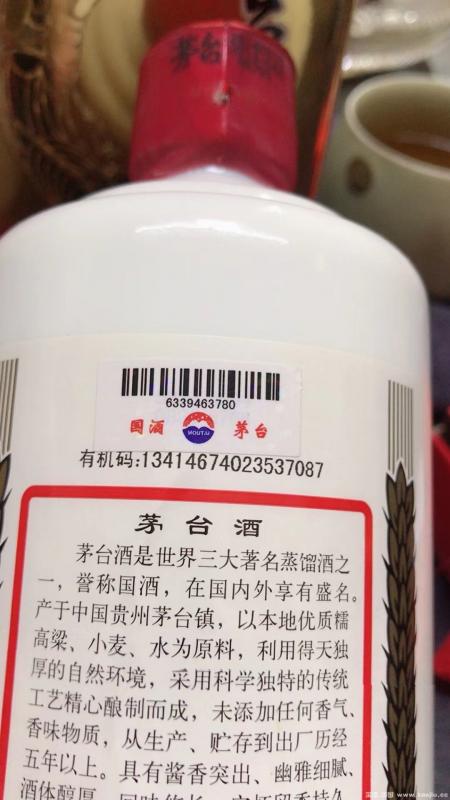 6339463780
国酒 MOUTAI 茅台
有机码:13414674023537087
茅台酒
茅台酒是世界三大著名蒸馏酒之
一，誉称国酒，在国内外享有盛名。
产于中国贵州茅台镇，以本地优质糯
高粱、小麦、水为原料，利用得天独
厚的自然环境，采用科学独特的传统
工艺精心酿制而成，未添加任何香气、
香味物质，从生产、贮存到出厂历经
五年以上。具有酱香突出、幽雅细腻、
酒体醇厚